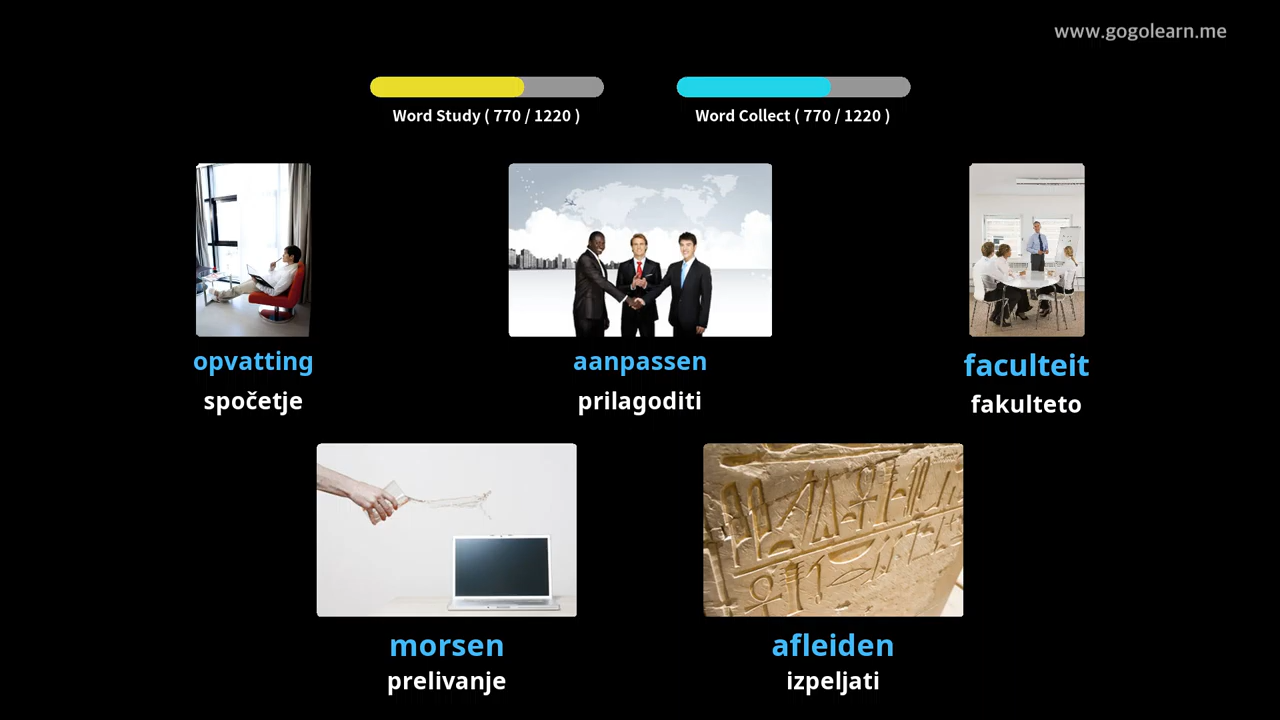 www.gogolearn.me
Word Study ( 770 / 1220 )
Word Collect ( 770 / 1220 )
opvatting
spočetje
aanpassen
prilagoditi
faculteit
fakulteto
morsen
prelivanje
afleiden
izpeljati